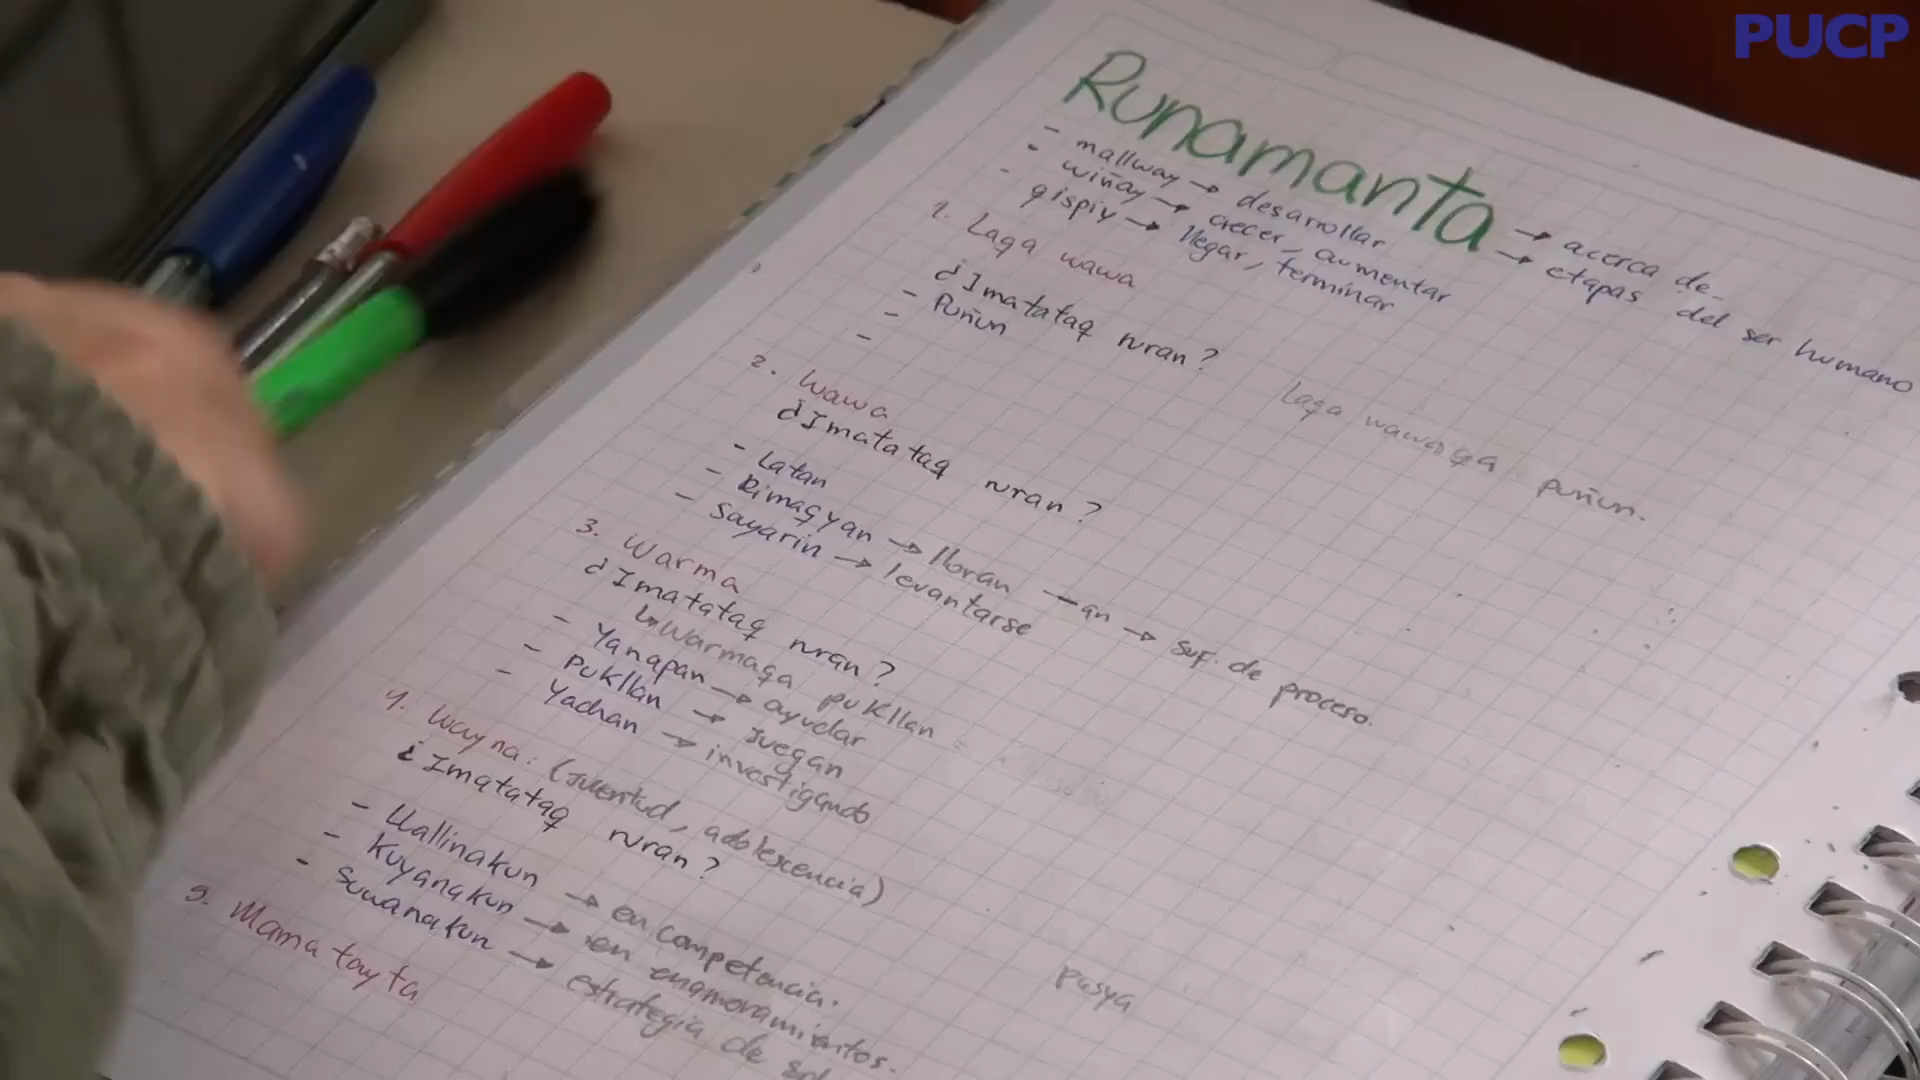 PUCP
Runamanta → acerca de-
→ etapas del ser humano
- mallway → desarrollar
- wiñay → crecer, aumentar
- qispiy → llegar, terminar
1. Laqa wawa
¿Imatataq ruran?
- Puñun
-
-
Laqa wawaqa puñun.
2. Wawa
¿Imatataq ruran?
- Latan
- Rimaqyan → lloran -an → suf. de proceso.
- Sayarin → levantarse
3. Warma
¿Imatataq ruran?
↳ Warmaqa pukllan
- Yanapan → ayudar
- Pukllan → Juegan
- Yachan → investigando
4. Wayna: (Juventud, adolescencia)
¿Imatataq ruran?
- Llallinakun → en competencia.
- Kuyanakun → en enamoramientos.
- Suwanakun → estrategia de
5. Mama tayta
Pusya